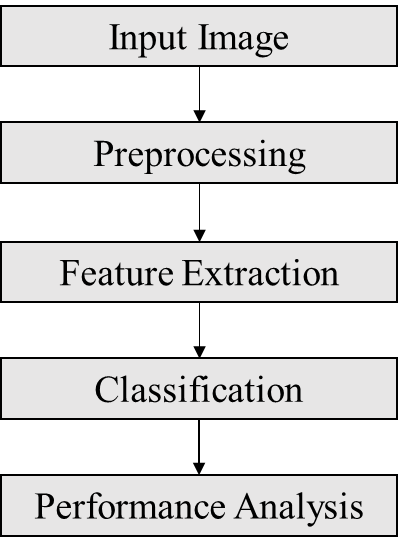 Input Image
Preprocessing
Feature Extraction
Classification
Performance Analysis